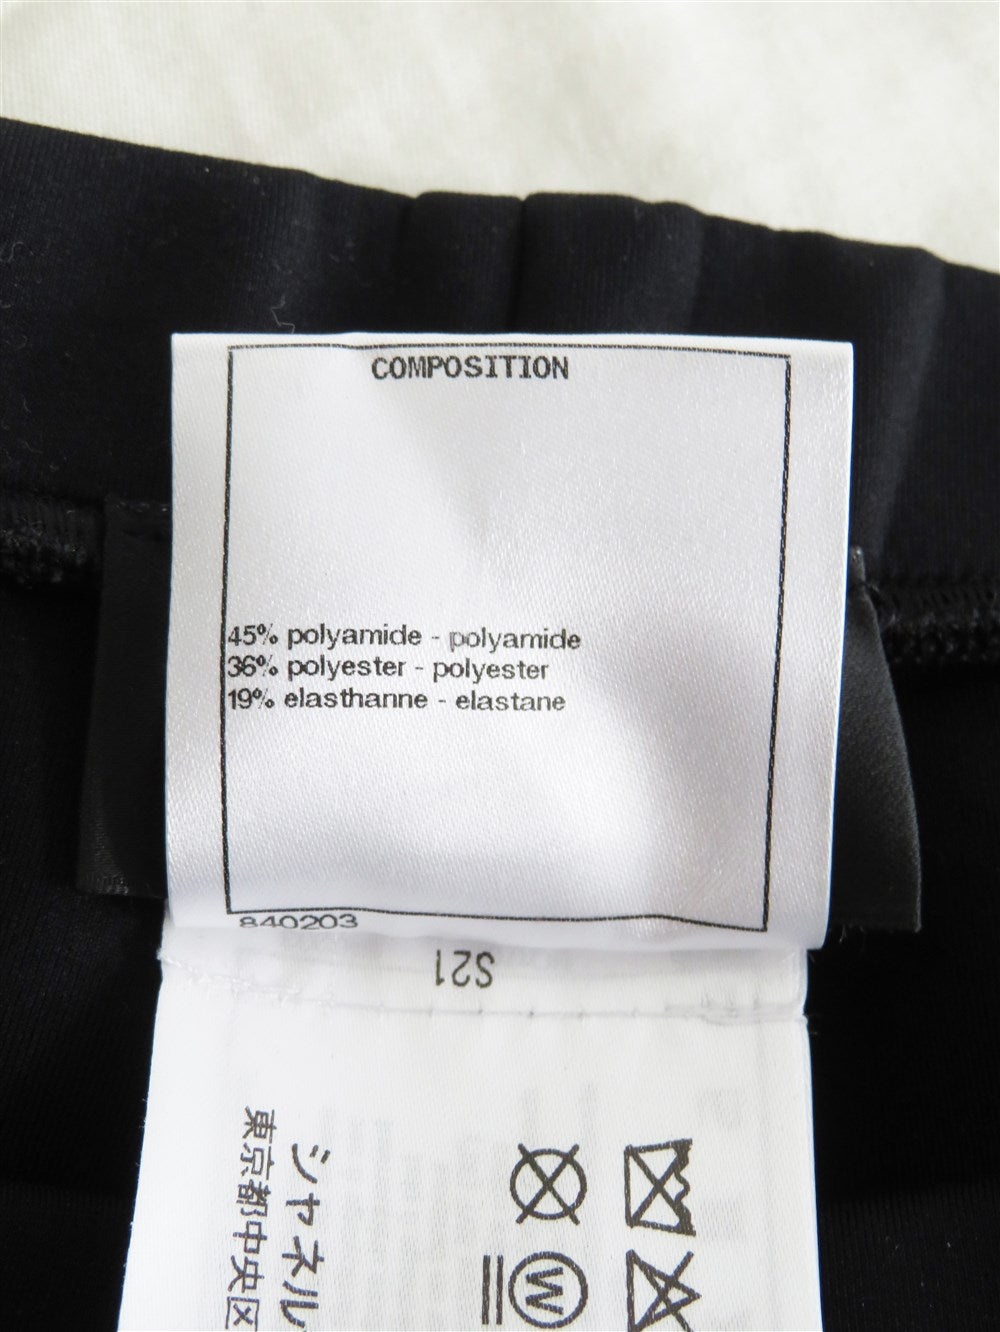 COMPOSITION
45% polyamide - polyamide
36% polyester - polyester
19% elasthanne - elastane
840203
S21
シャネル
東京都中央区
W